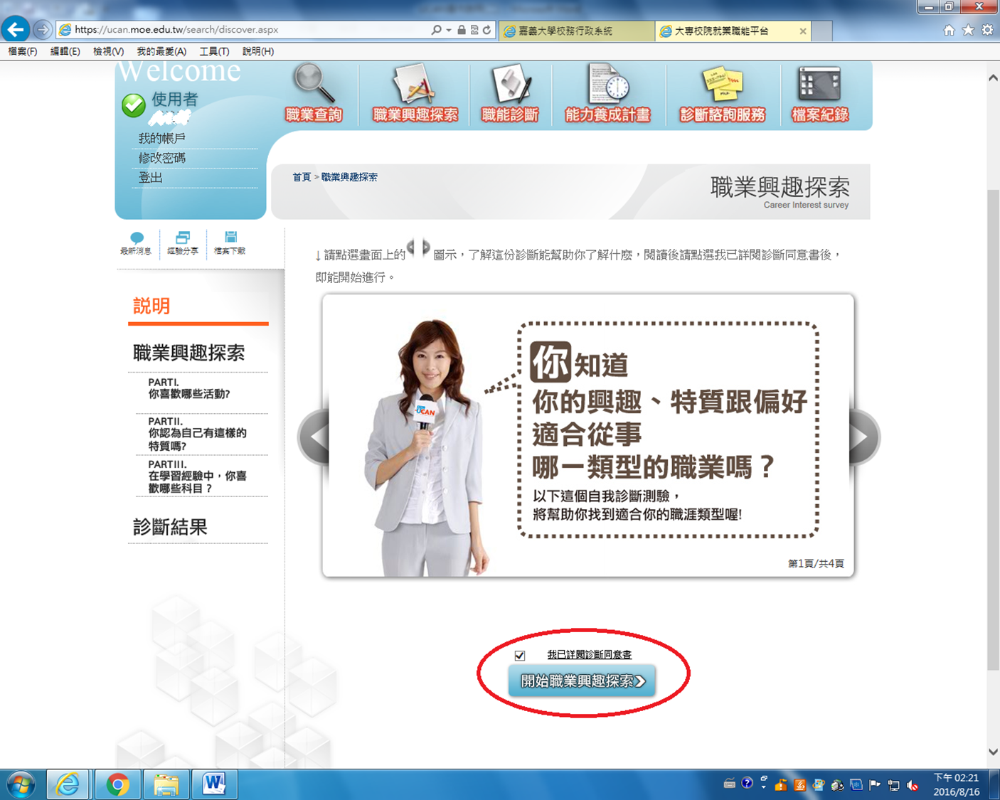 https://ucan.moe.edu.tw/search/discover.aspx
嘉義大學校務行政系統
大專校院就業職能平台
檔案(F) 編輯(E) 檢視(V) 我的最愛(A) 工具(T) 說明(H)
Welcome
使用者
我的帳戶
修改密碼
登出
職業查詢
職業興趣探索
職能診斷
能力養成計畫
診斷諮詢服務
檔案紀錄
首頁 > 職業興趣探索
職業興趣探索
Career Interest survey
最新消息
經驗分享
檔案下載
說明
職業興趣探索
PARTI.
你喜歡哪些活動?
PARTII.
你認為自己有這樣的
特質嗎?
PARTIII.
在學習經驗中，你喜
歡哪些科目？
診斷結果
↓ 請點選畫面上的 圖示，了解這份診斷能幫助你了解什麼，閱讀後請點選我已詳閱診斷同意書後，
即能開始進行。
UCAN
你知道
你的興趣、特質跟偏好
適合從事
哪一類型的職業嗎？
以下這個自我診斷測驗，
將幫助你找到適合你的職涯類型喔!
第1頁/共4頁
我已詳閱診斷同意書
開始職業興趣探索
下午 02:21
2016/8/16